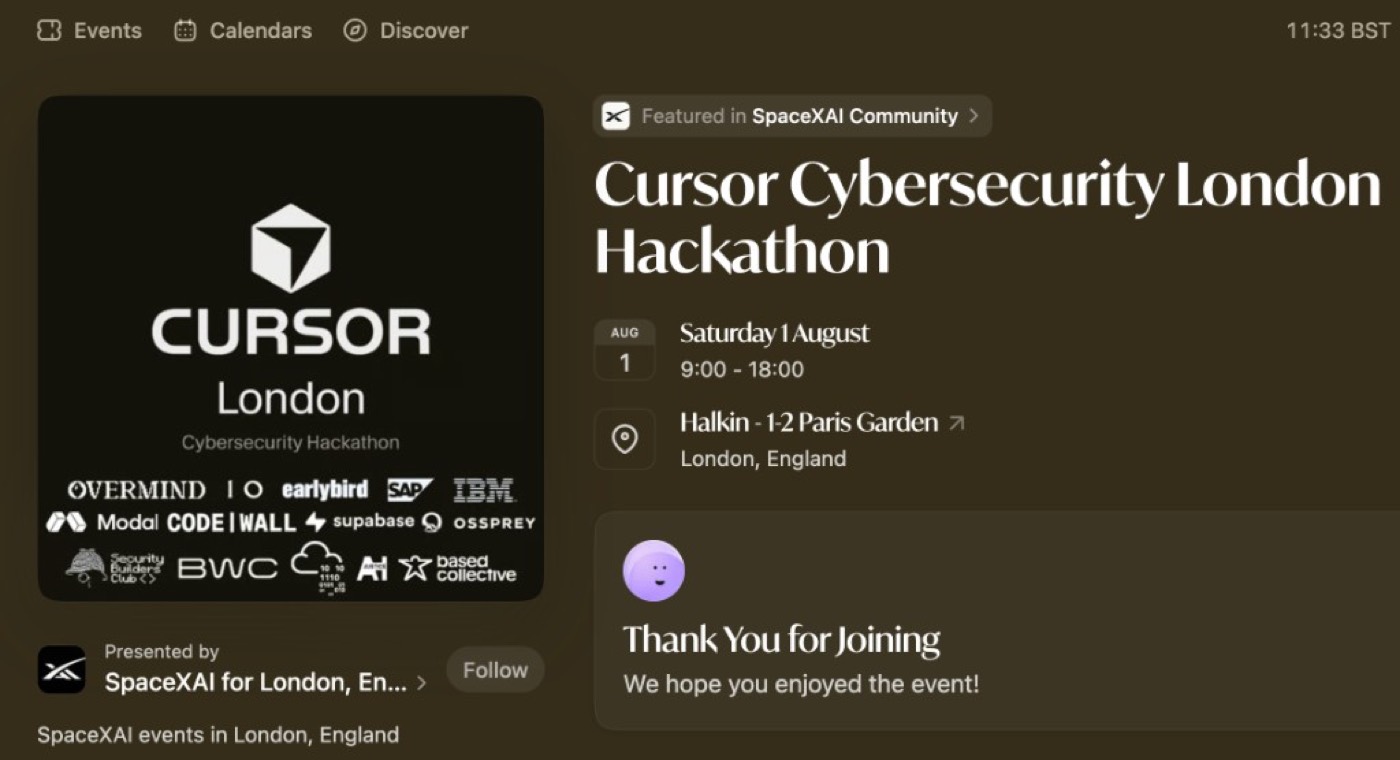 Events Calendars Discover 11:33 BST
CURSOR
London
Cybersecurity Hackathon
OVERMIND IO earlybird SAP IBM
Modal CODE|WALL supabase OSSPREY
Security
Builders
Club <> BWC AI based
collective
Presented by
SpaceXAI for London, En... >
Follow
SpaceXAI events in London, England
Featured in SpaceXAI Community >
Cursor Cybersecurity London
Hackathon
AUG
1
Saturday 1 August
9:00 - 18:00
Halkin - 1-2 Paris Garden ↗
London, England
Thank You for Joining
We hope you enjoyed the event!